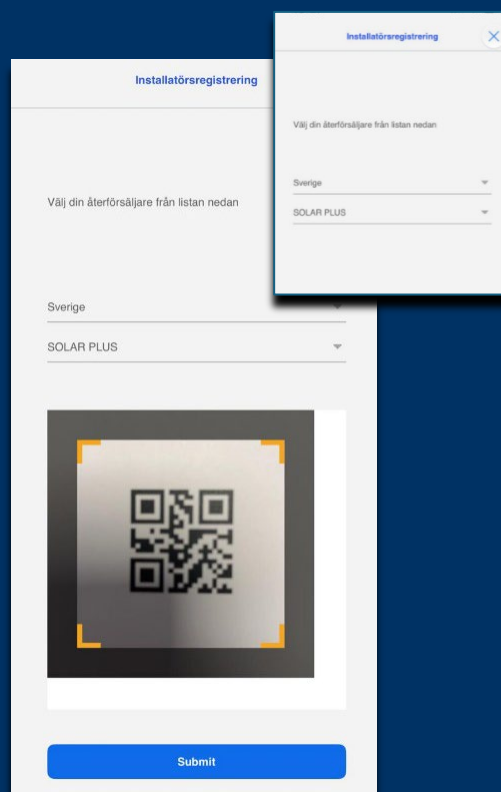 Installatörsregistrering
Välj din återförsäljare från listan nedan
Sverige
SOLAR PLUS
Submit
Installatörsregistrering
Välj din återförsäljare från listan nedan
Sverige
SOLAR PLUS